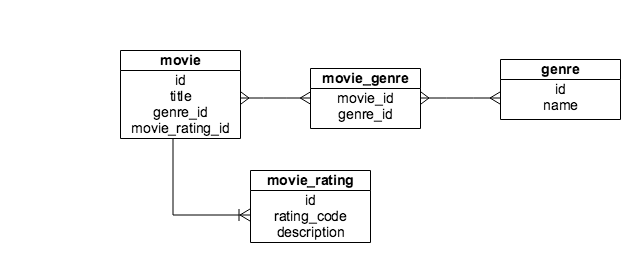 movie
id
title
genre_id
movie_rating_id
movie_genre
movie_id
genre_id
genre
id
name
movie_rating
id
rating_code
description